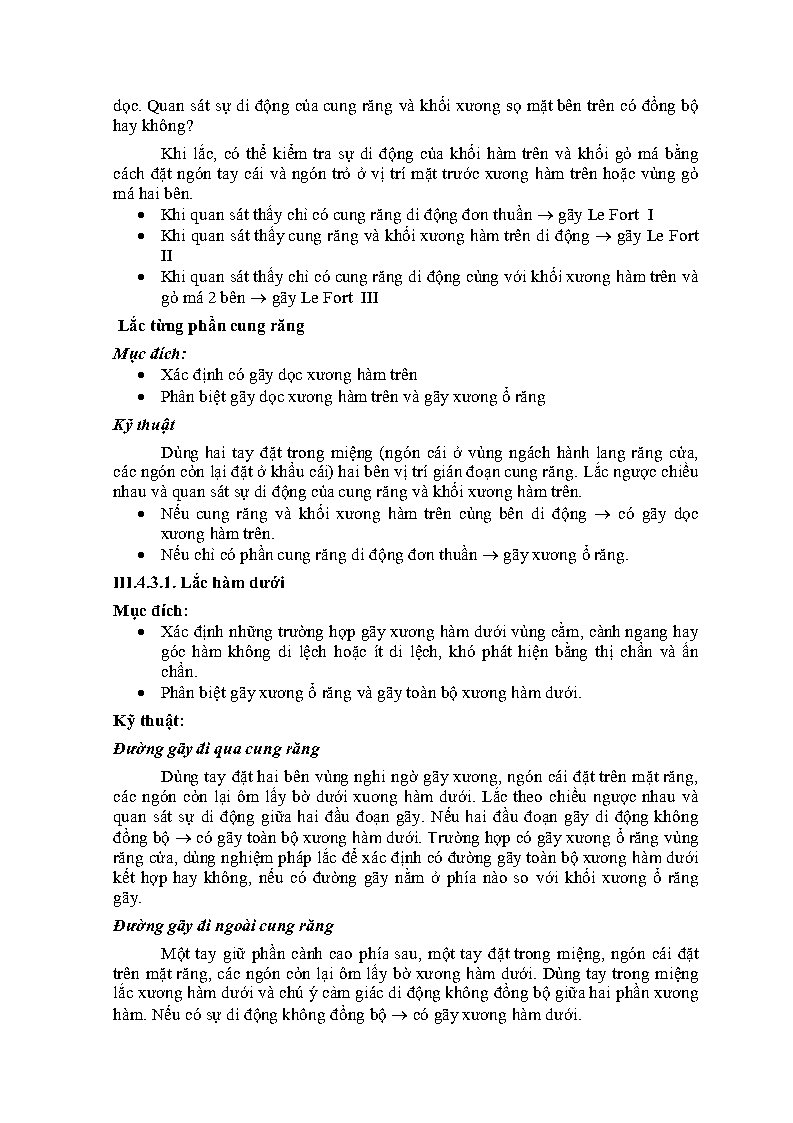 dọc. Quan sát sự di động của cung răng và khối xương sọ mặt bên trên có đồng bộ
hay không?
Khi lắc, có thể kiểm tra sự di động của khối hàm trên và khối gò má bằng
cách đặt ngón tay cái và ngón trỏ ở vị trí mặt trước xương hàm trên hoặc vùng gò
má hai bên.
• Khi quan sát thấy chỉ có cung răng di động đơn thuần → gãy Le Fort I
• Khi quan sát thấy cung răng và khối xương hàm trên di động → gãy Le Fort
II
• Khi quan sát thấy chỉ có cung răng di động cùng với khối xương hàm trên và
gò má 2 bên → gãy Le Fort III
Lắc từng phần cung răng
Mục đích:
• Xác định có gãy dọc xương hàm trên
• Phân biệt gãy dọc xương hàm trên và gãy xương ổ răng
Kỹ thuật
Dùng hai tay đặt trong miệng (ngón cái ở vùng ngách hành lang răng cửa,
các ngón còn lại đặt ở khẩu cái) hai bên vị trí gián đoạn cung răng. Lắc ngược chiều
nhau và quan sát sự di động của cung răng và khối xương hàm trên.
• Nếu cung răng và khối xương hàm trên cùng bên di động → có gãy dọc
xương hàm trên.
• Nếu chỉ có phần cung răng di động đơn thuần → gãy xương ổ răng.
III.4.3.1. Lắc hàm dưới
Mục đích:
• Xác định những trường hợp gãy xương hàm dưới vùng cằm, cành ngang hay
góc hàm không di lệch hoặc ít di lệch, khó phát hiện bằng thị chẩn và ấn
chẩn.
• Phân biệt gãy xương ổ răng và gãy toàn bộ xương hàm dưới.
Kỹ thuật:
Đường gãy đi qua cung răng
Dùng tay đặt hai bên vùng nghi ngờ gãy xương, ngón cái đặt trên mặt răng,
các ngón còn lại ôm lấy bờ dưới xuơng hàm dưới. Lắc theo chiều ngược nhau và
quan sát sự di động giữa hai đầu đoạn gãy. Nếu hai đầu đoạn gãy di động không
đồng bộ → có gãy toàn bộ xương hàm dưới. Trường hợp có gãy xương ổ răng vùng
răng cửa, dùng nghiệm pháp lắc để xác định có đường gãy toàn bộ xương hàm dưới
kết hợp hay không, nếu có đường gãy nằm ở phía nào so với khối xương ổ răng
gãy.
Đường gãy đi ngoài cung răng
Một tay giữ phần cành cao phía sau, một tay đặt trong miệng, ngón cái đặt
trên mặt răng, các ngón còn lại ôm lấy bờ xương hàm dưới. Dùng tay trong miệng
lắc xương hàm dưới và chú ý cảm giác di động không đồng bộ giữa hai phần xương
hàm. Nếu có sự di động không đồng bộ → có gãy xương hàm dưới.